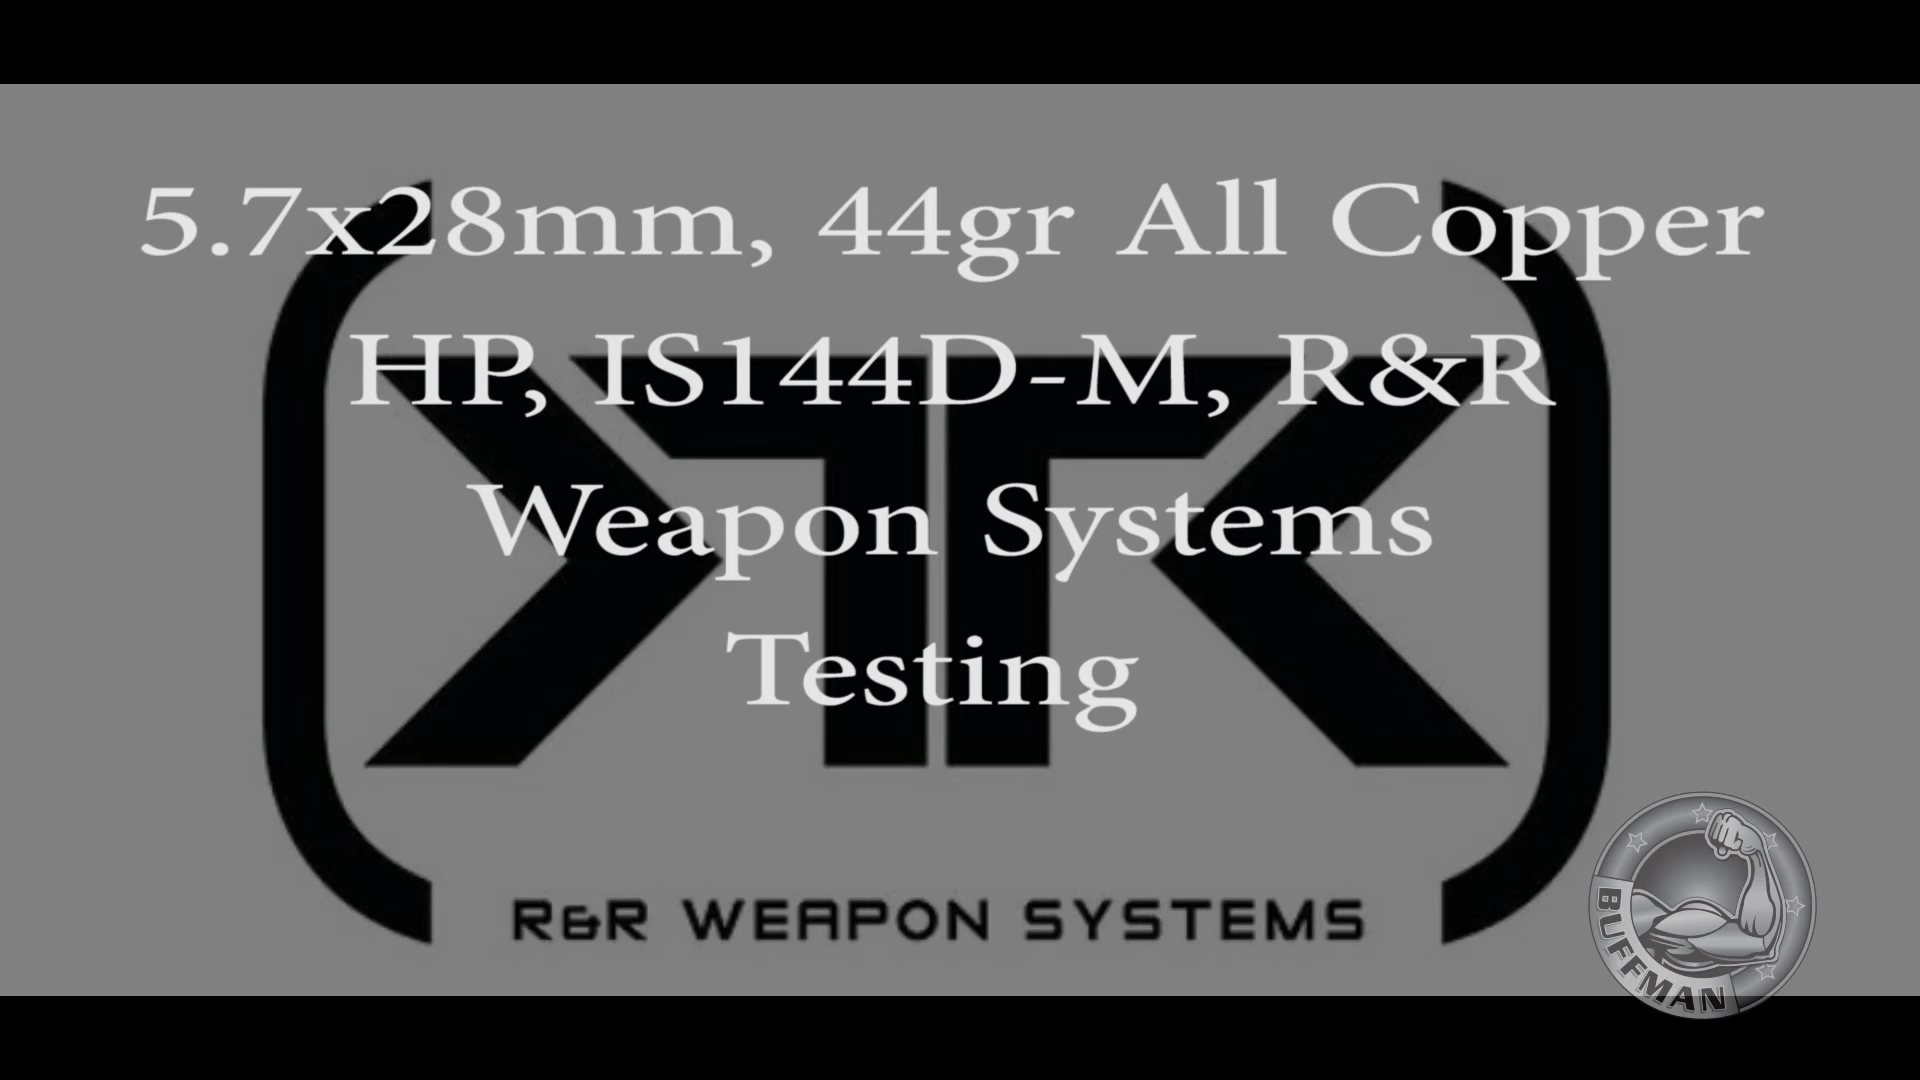 5.7x28mm, 44gr All Copper
HP, IS144D-M, R&R
Weapon Systems
Testing
R&R WEAPON SYSTEMS
BUFFMAN